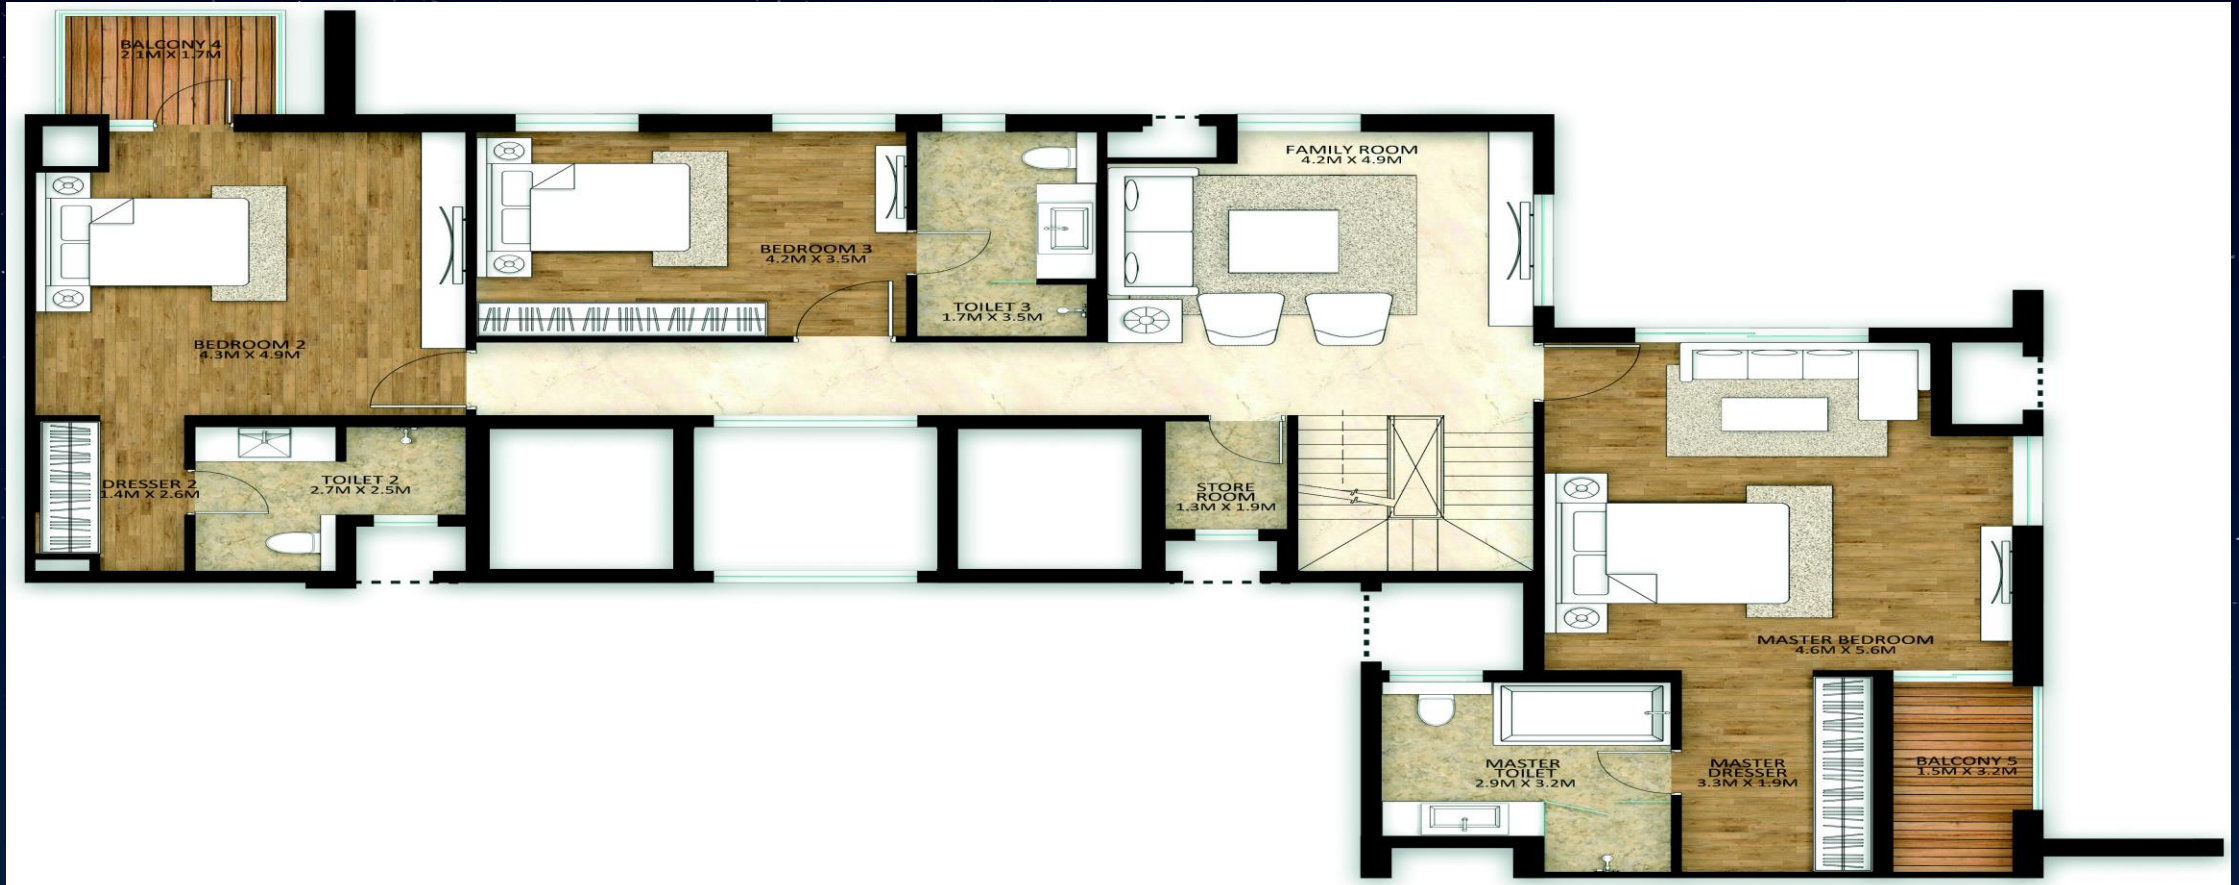 BALCONY 4
2.1M X 1.7M
FAMILY ROOM
4.2M X 4.9M
BEDROOM 3
4.2M X 3.5M
TOILET 3
1.7M X 3.5M
BEDROOM 2
4.3M X 4.9M
DRESSER 2
1.4M X 2.6M
TOILET 2
2.7M X 2.5M
STORE
ROOM
1.3M X 1.9M
MASTER BEDROOM
4.6M X 5.6M
MASTER
TOILET
2.9M X 3.2M
MASTER
DRESSER
3.3M X 1.9M
BALCONY 5
1.5M X 3.2M